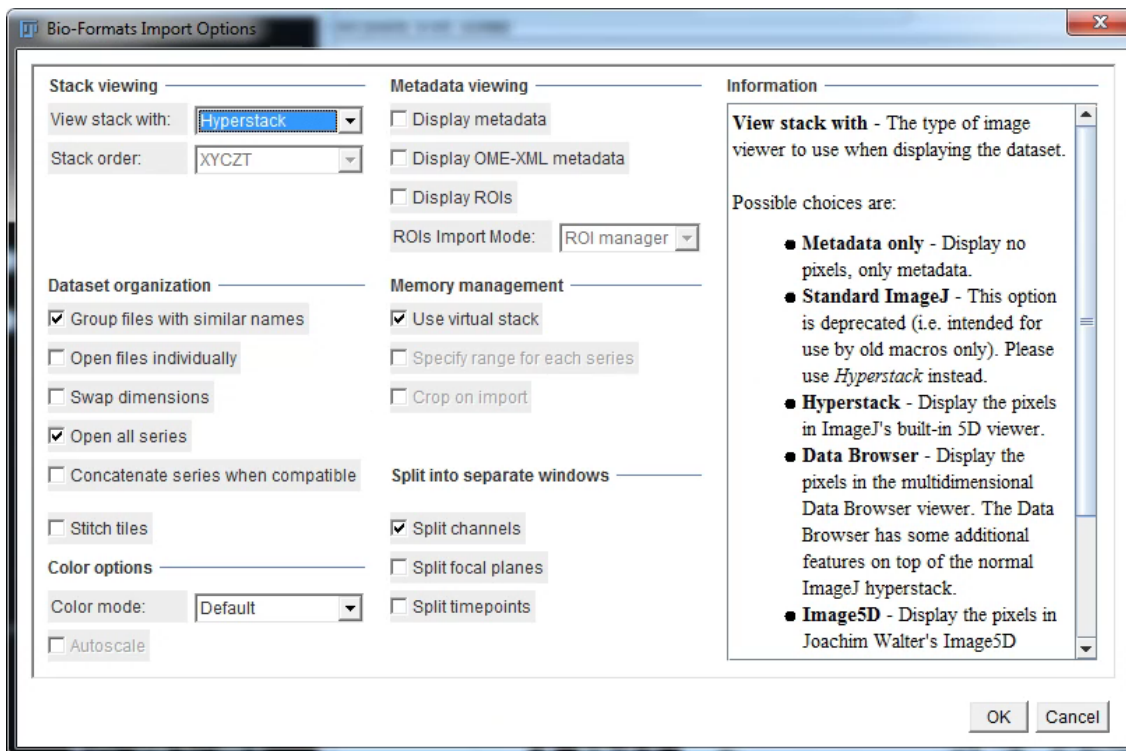 Bio-Formats Import Options
Stack viewing
View stack with: Hyperstack
Stack order: XYCZT
Metadata viewing
Display metadata
Display OME-XML metadata
Display ROIs
ROIs Import Mode: ROI manager
Dataset organization
Group files with similar names
Open files individually
Swap dimensions
Open all series
Concatenate series when compatible
Stitch tiles
Memory management
Use virtual stack
Specify range for each series
Crop on import
Split into separate windows
Split channels
Split focal planes
Split timepoints
Color options
Color mode: Default
Autoscale
Information
View stack with - The type of image
viewer to use when displaying the dataset.
Possible choices are:
Metadata only - Display no
pixels, only metadata.
Standard ImageJ - This option
is deprecated (i.e. intended for
use by old macros only). Please
use Hyperstack instead.
Hyperstack - Display the pixels
in ImageJ's built-in 5D viewer.
Data Browser - Display the
pixels in the multidimensional
Data Browser viewer. The Data
Browser has some additional
features on top of the normal
ImageJ hyperstack.
Image5D - Display the pixels in
Joachim Walter's Image5D
OK
Cancel